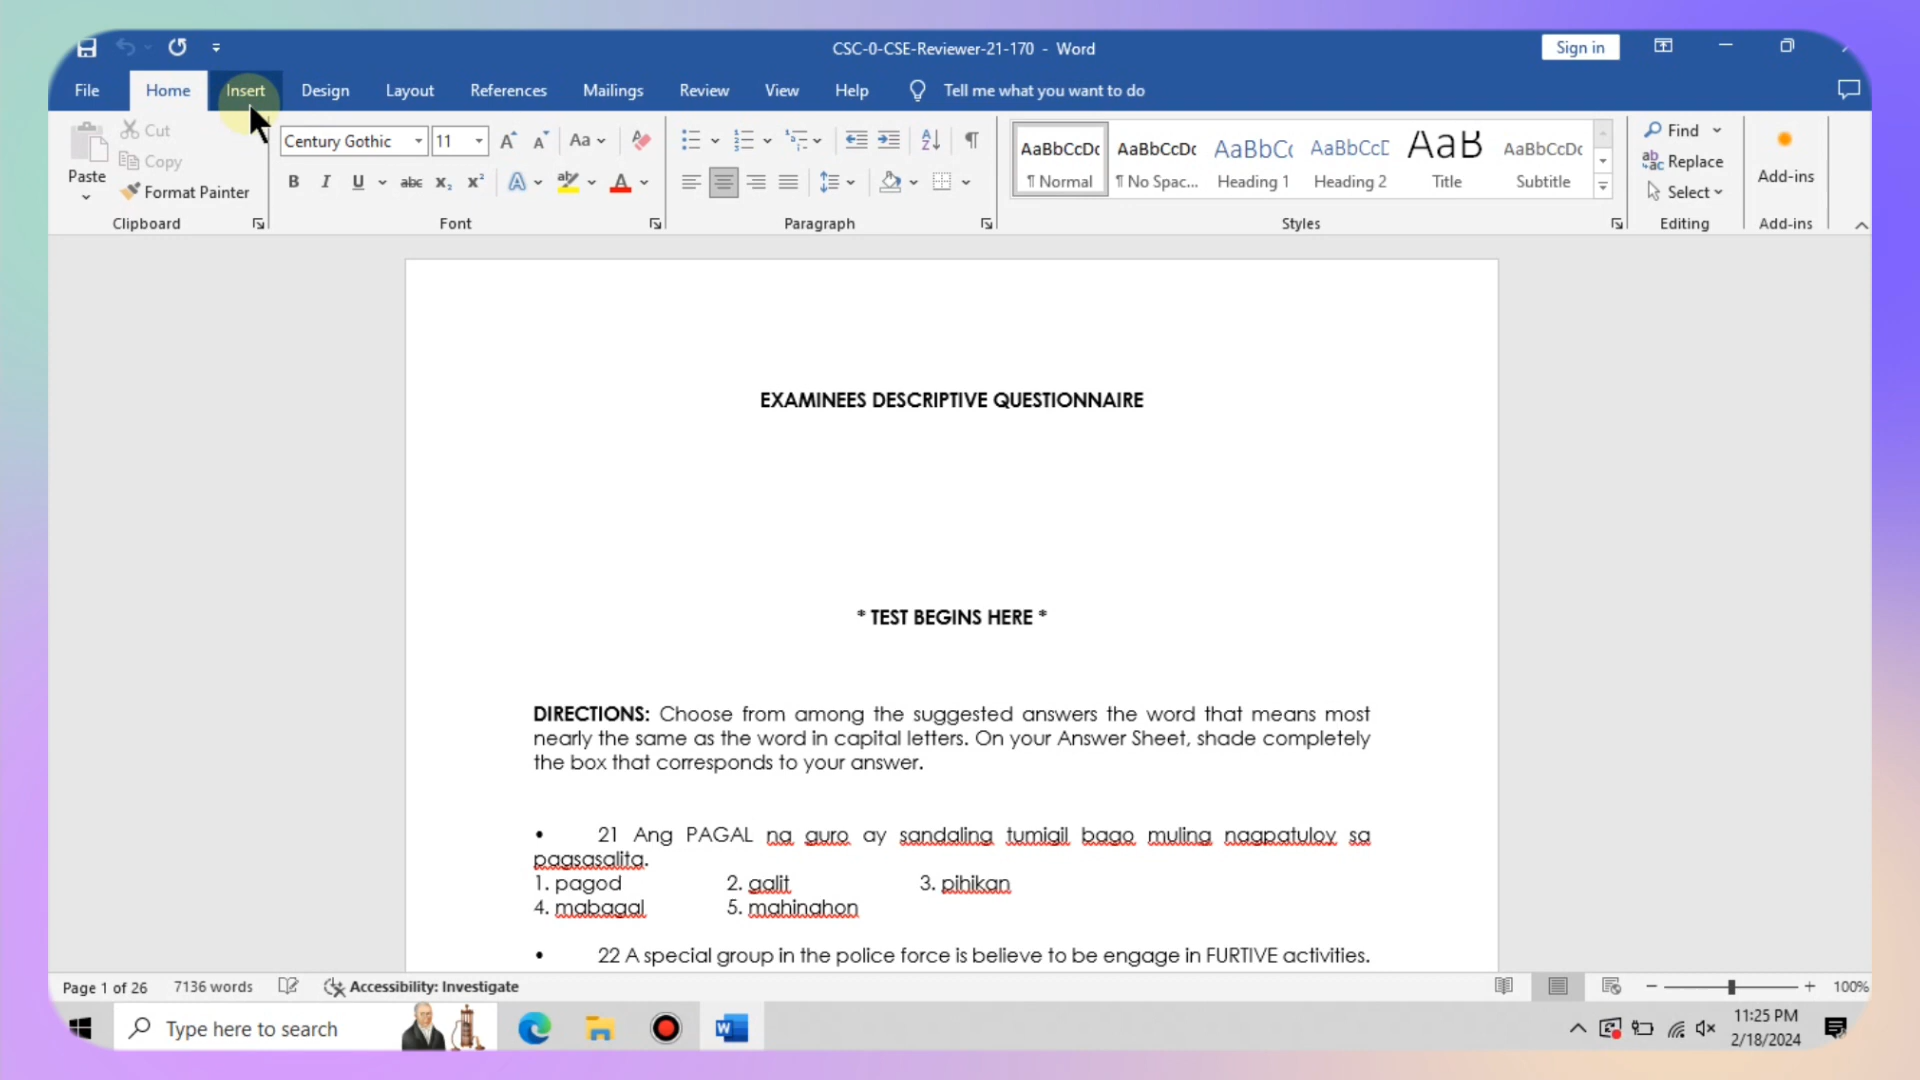 CSC-0-CSE-Reviewer-21-170 - Word
Sign in
File Home Insert Design Layout References Mailings Review View Help Tell me what you want to do
Paste
Cut
Copy
Format Painter
Clipboard
Century Gothic 11
Font
Paragraph
AaBbCcDc AaBbCcDc AaBbC AaBbCcD AaB AaBbCcDc
¶ Normal ¶ No Spac... Heading 1 Heading 2 Title Subtitle
Styles
Find
Replace
Select
Editing
Add-ins
Add-ins
EXAMINEES DESCRIPTIVE QUESTIONNAIRE
* TEST BEGINS HERE *
DIRECTIONS: Choose from among the suggested answers the word that means most
nearly the same as the word in capital letters. On your Answer Sheet, shade completely
the box that corresponds to your answer.
• 21 Ang PAGAL na guro ay sandaling tumigil bago muling nagpatuloy sa
pagsasalita.
1. pagod 2. galit 3. pihikan
4. mabagal 5. mahinahon
• 22 A special group in the police force is believe to be engage in FURTIVE activities.
Page 1 of 26 7136 words Accessibility: Investigate 100%
Type here to search
11:25 PM
2/18/2024